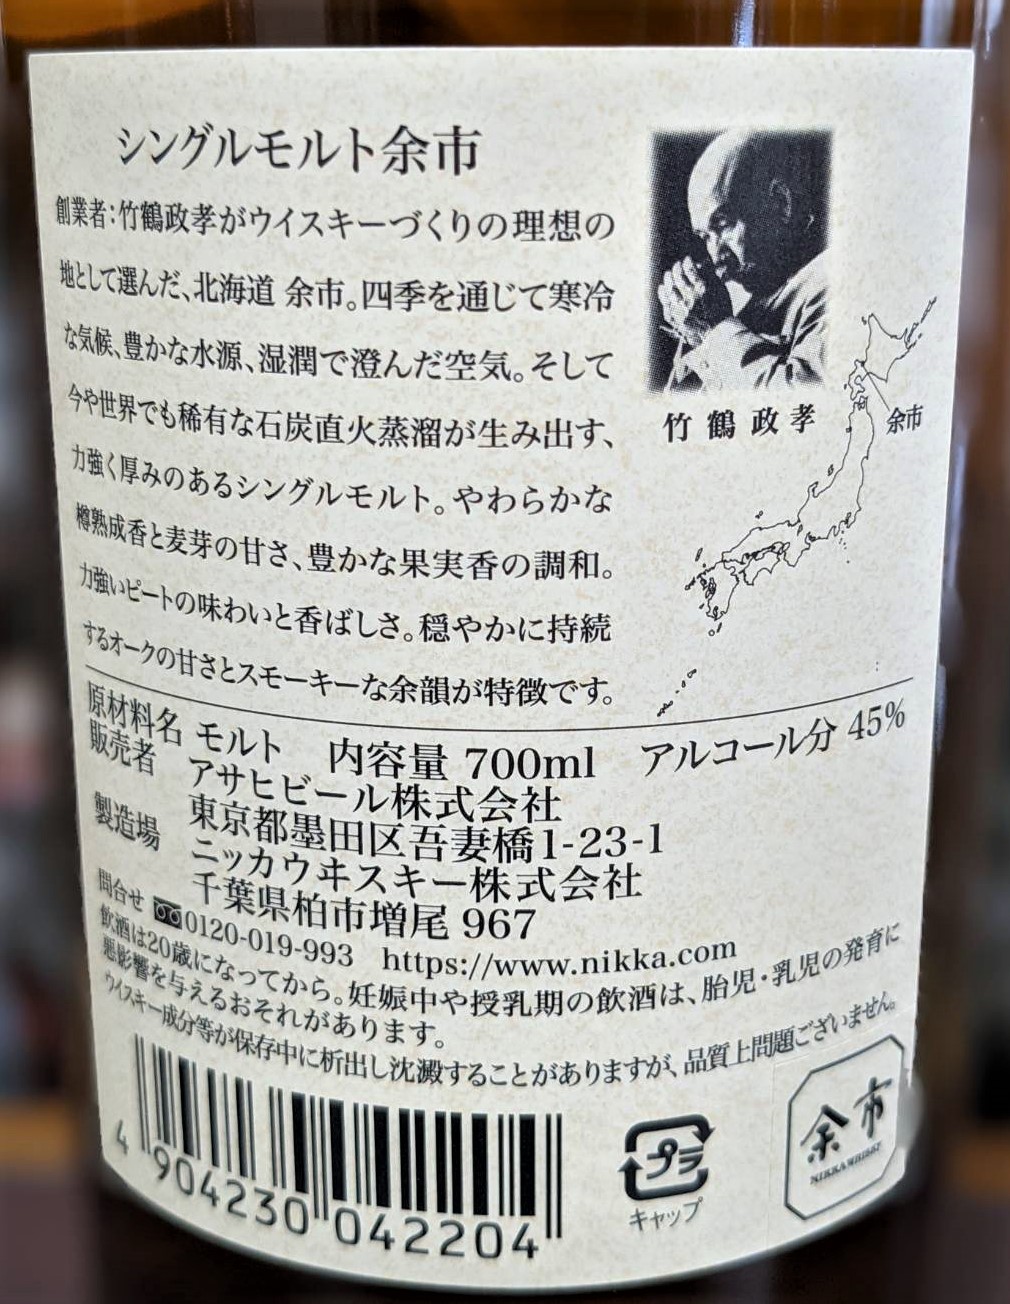 シングルモルト余市
創業者：竹鶴政孝がウイスキーづくりの理想の
地として選んだ、北海道 余市。四季を通じて寒冷
な気候、豊かな水源、湿潤で澄んだ空気。そして
今や世界でも稀有な石炭直火蒸溜が生み出す、
力強く厚みのあるシングルモルト。やわらかな
樽熟成香と麦芽の甘さ、豊かな果実香の調和。
力強いピートの味わいと香ばしさ。穏やかに持続
するオークの甘さとスモーキーな余韻が特徴です。
竹鶴政孝
余市
原材料名 モルト 内容量 700ml アルコール分 45%
販売者 アサヒビール株式会社
東京都墨田区吾妻橋1-23-1
製造場 ニッカウヰスキー株式会社
千葉県柏市増尾 967
問合せ 0120-019-993 https://www.nikka.com
飲酒は20歳になってから。妊娠中や授乳期の飲酒は、胎児・乳児の発育に
悪影響を与えるおそれがあります。
ウイスキー成分等が保存中に析出し沈澱することがありますが、品質上問題ございません。
4 904230 042204
プラ
キャップ
余市
NIKKA WHISKY